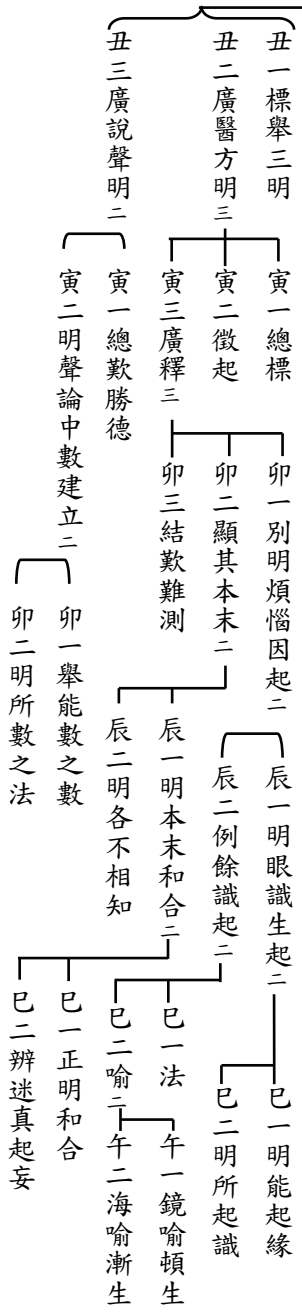 丑一標舉三明
丑二廣醫方明三
寅一總標
寅二徵起
寅三廣釋三
卯一別明煩惱因起二
辰一明眼識生起二
巳一明能起緣
巳二明所起識
辰二例餘識起二
巳一法
巳二喻二
午一鏡喻頓生
午二海喻漸生
卯二顯其本末二
辰一明本末和合二
巳一正明和合
巳二辨迷真起妄
辰二明各不相知
卯三結歎難測
丑三廣說聲明二
寅一總歎勝德
寅二明聲論中數建立二
卯一舉能數之數
卯二明所數之法